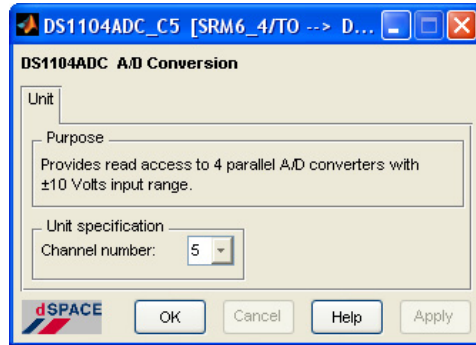 DS1104ADC_C5 [SRM6_4/TO --> D...
DS1104ADC A/D Conversion
Unit
Purpose
Provides read access to 4 parallel A/D converters with
±10 Volts input range.
Unit specification
Channel number: 5
dSPACE OK Cancel Help Apply